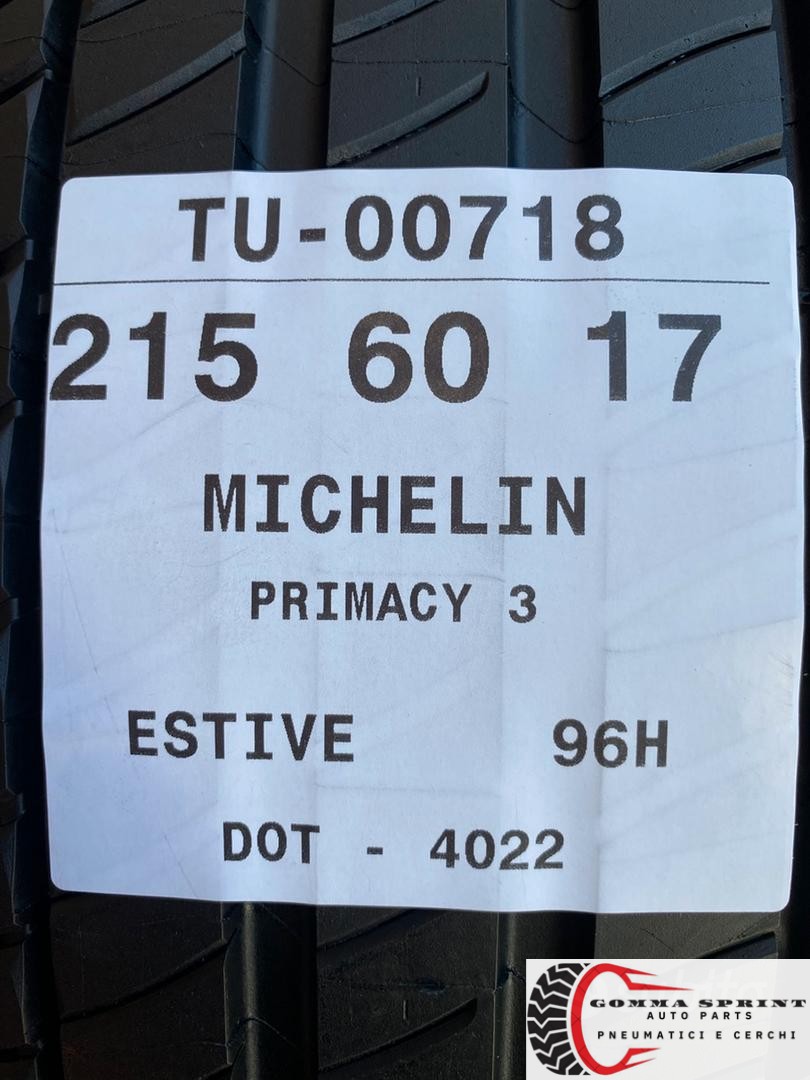 TU-00718
215 60 17
MICHELIN
PRIMACY 3
ESTIVE 96H
DOT - 4022
GOMMA SPRINT
AUTO PARTS
PNEUMATICI E CERCHI